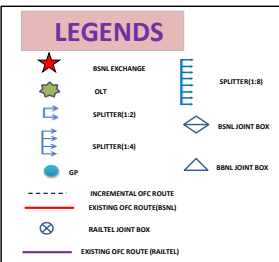 LEGENDS
BSNL EXCHANGE
OLT
SPLITTER(1:2)
SPLITTER(1:4)
GP
SPLITTER(1:8)
BSNL JOINT BOX
BBNL JOINT BOX
INCREMENTAL OFC ROUTE
EXISTING OFC ROUTE(BSNL)
RAILTEL JOINT BOX
EXISTING OFC ROUTE (RAILTEL)